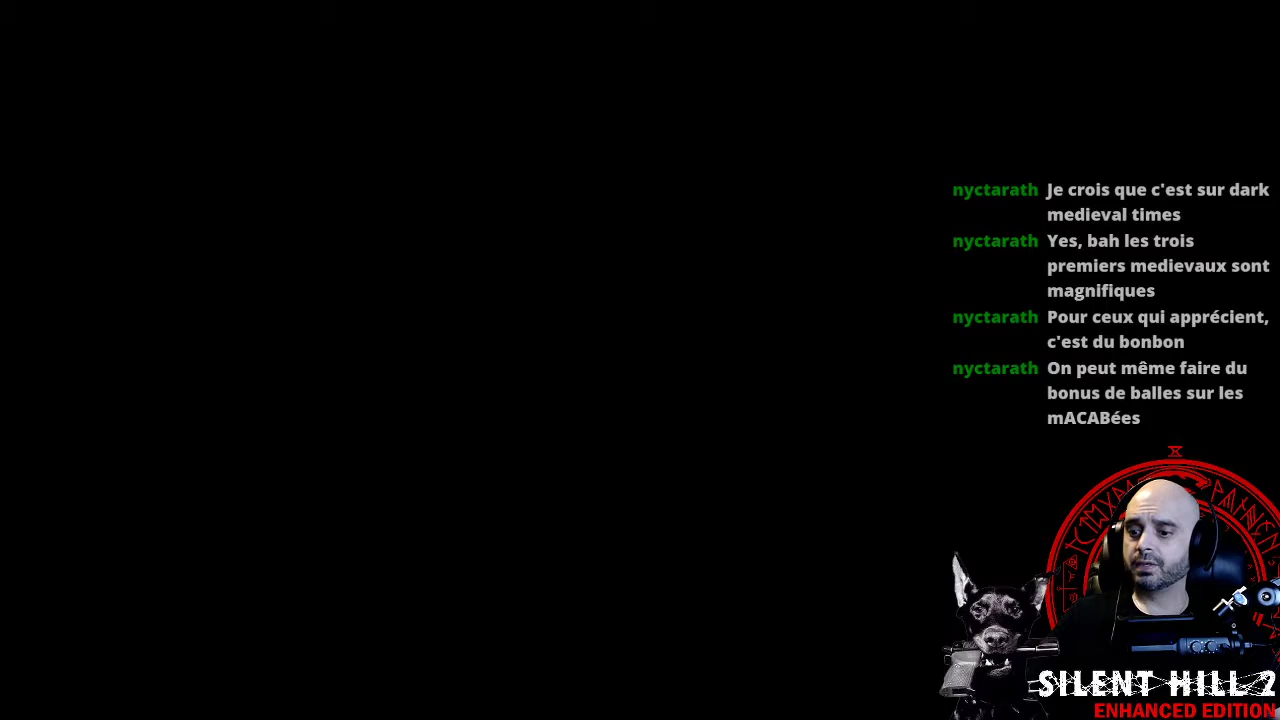 nyctarath Je crois que c'est sur dark
medieval times
nyctarath Yes, bah les trois
premiers medievaux sont
magnifiques
nyctarath Pour ceux qui apprécient,
c'est du bonbon
nyctarath On peut même faire du
bonus de balles sur les
mACABées
SILENT HILL 2
ENHANCED EDITION